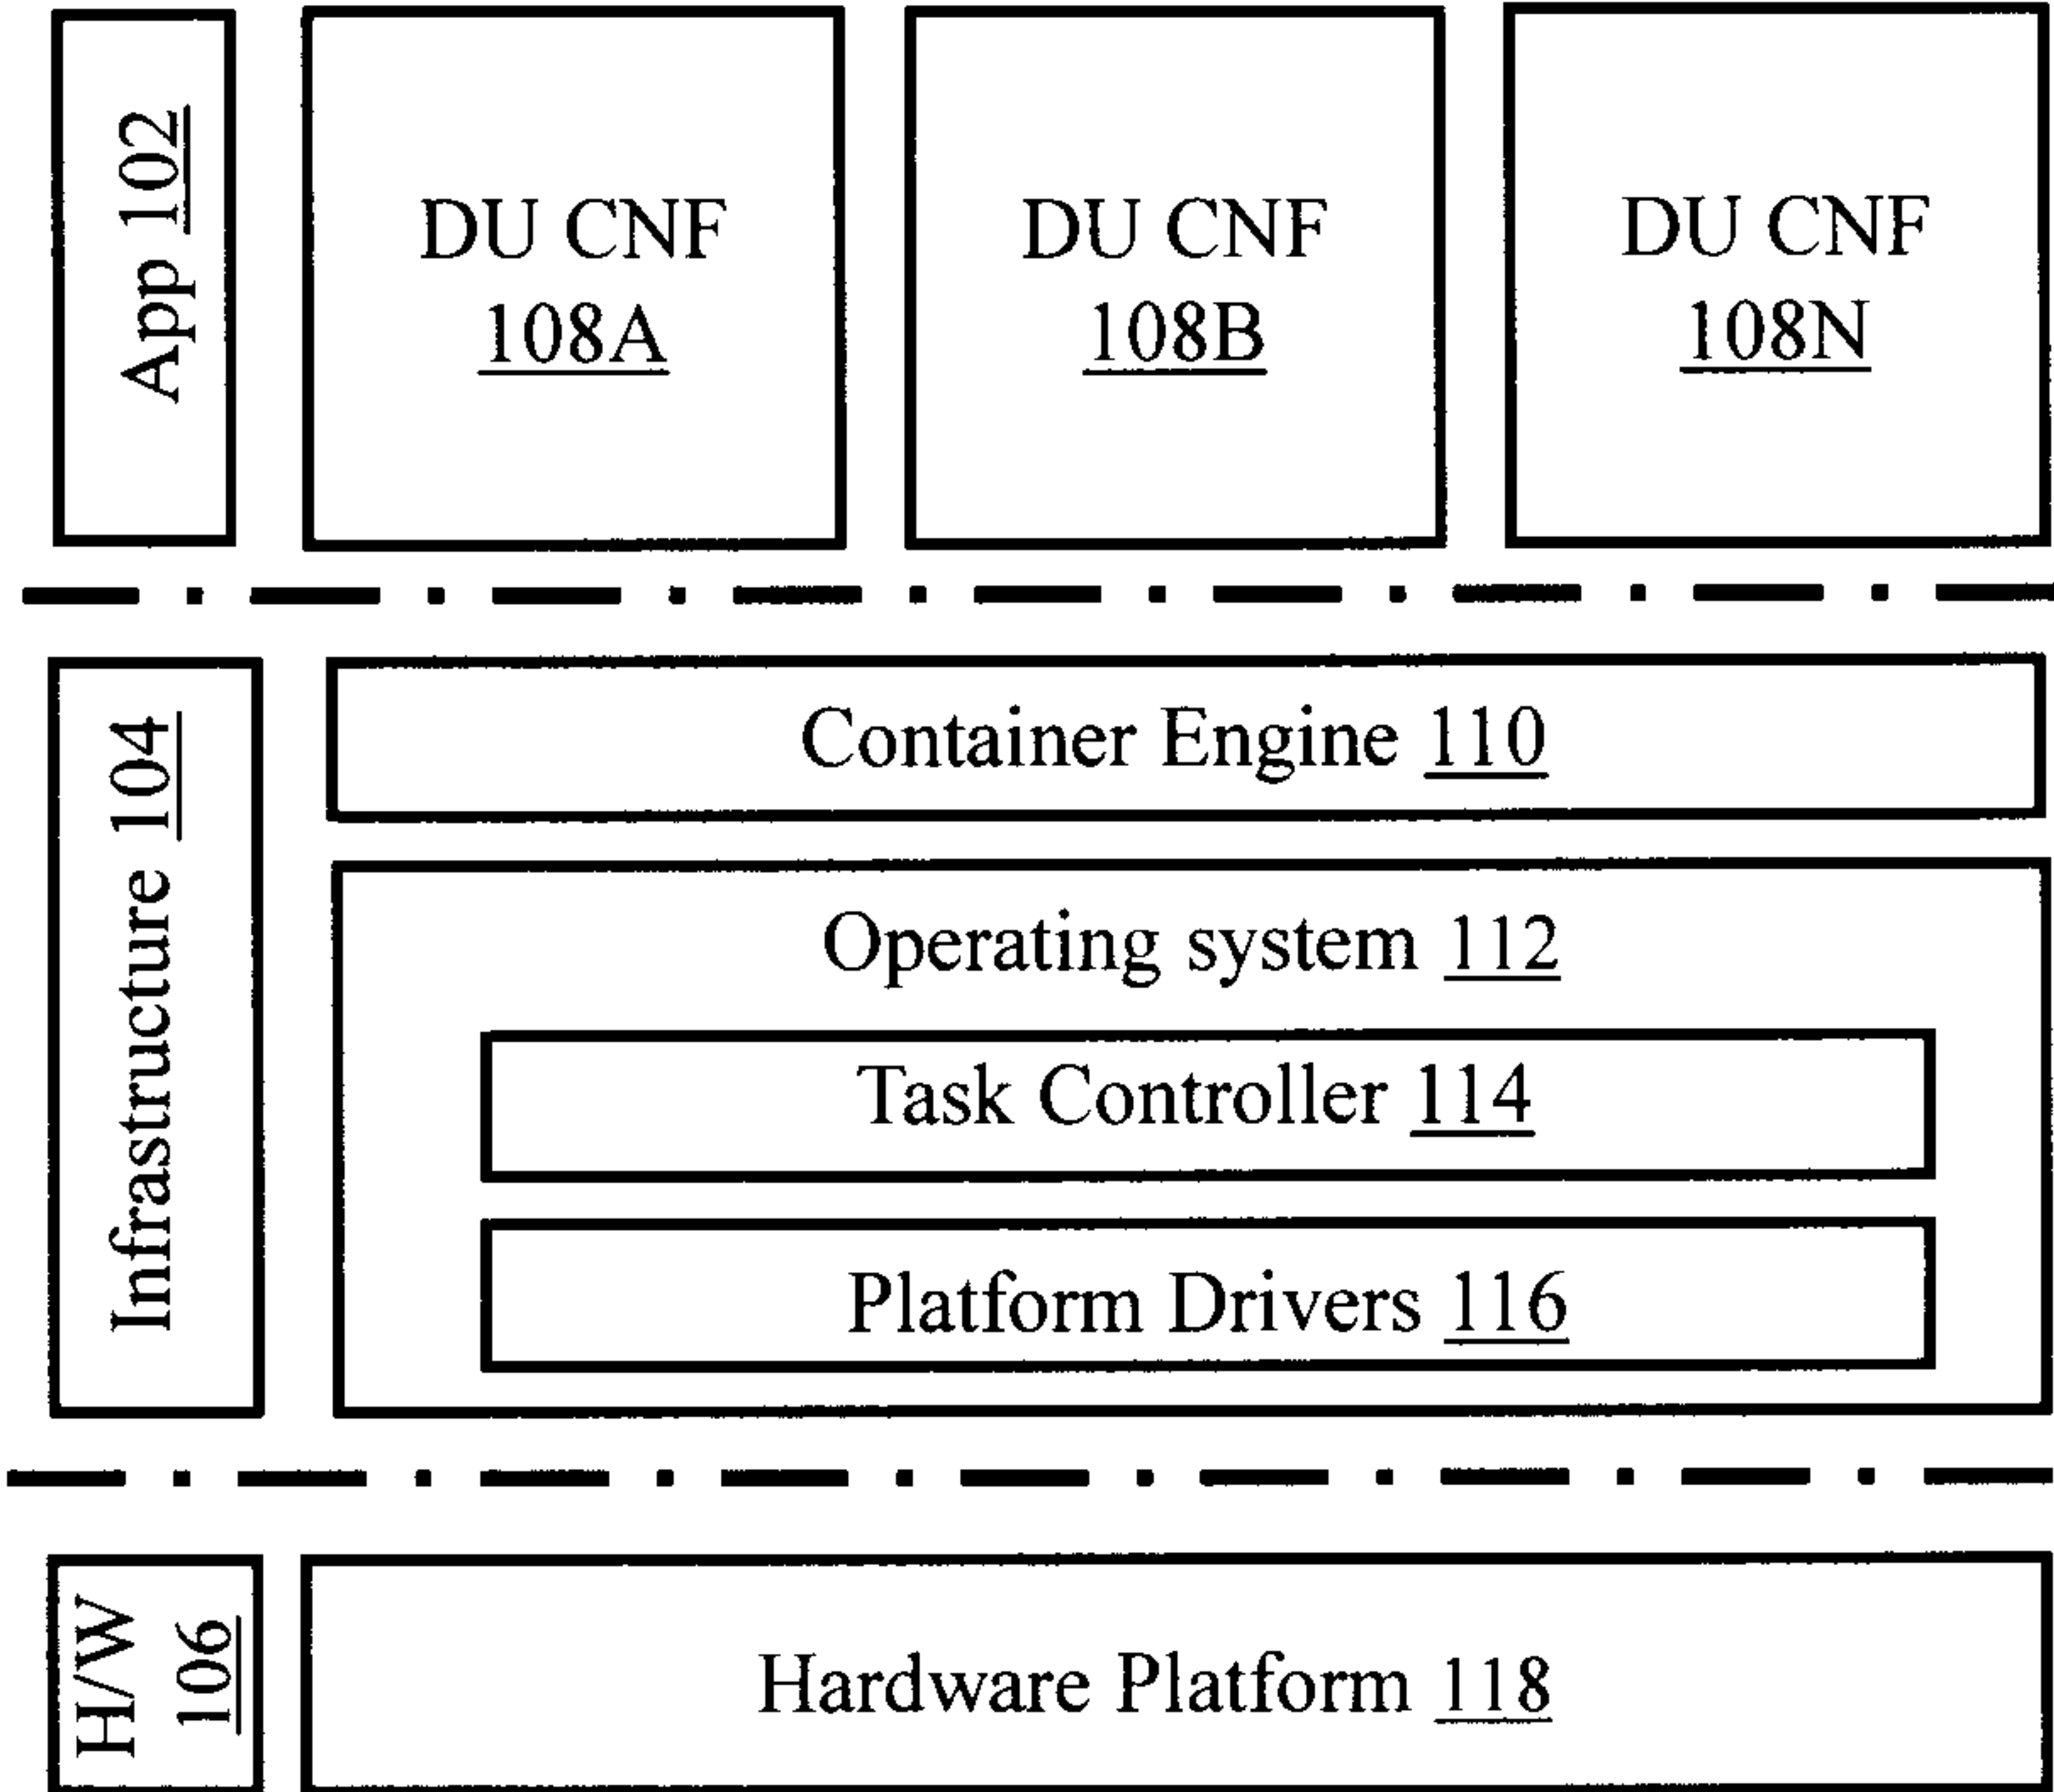 App 102
DU CNF
108A
DU CNF
108B
DU CNF
108N
Infrastructure 104
Container Engine 110
Operating system 112
Task Controller 114
Platform Drivers 116
H/W
106
Hardware Platform 118